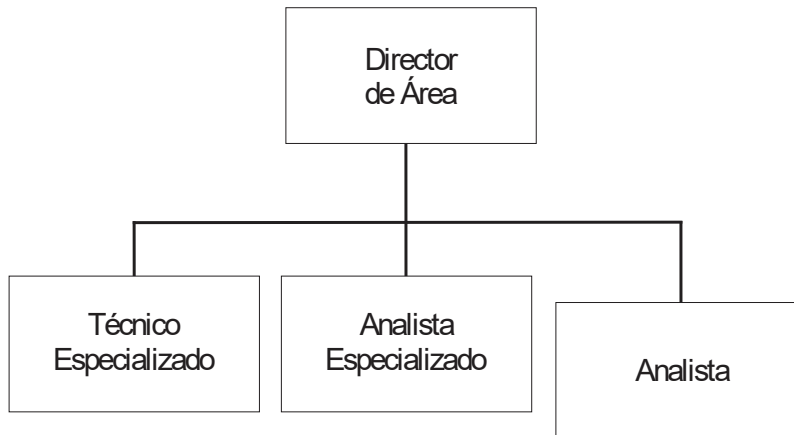 Director
de Área
Técnico
Especializado
Analista
Especializado
Analista